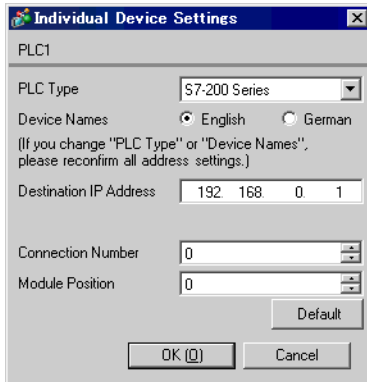 Individual Device Settings
PLC1
PLC Type S7-200 Series
Device Names English German
(If you change "PLC Type" or "Device Names",
please reconfirm all address settings.)
Destination IP Address 192. 168. 0. 1
Connection Number 0
Module Position 0
Default
OK (O) Cancel